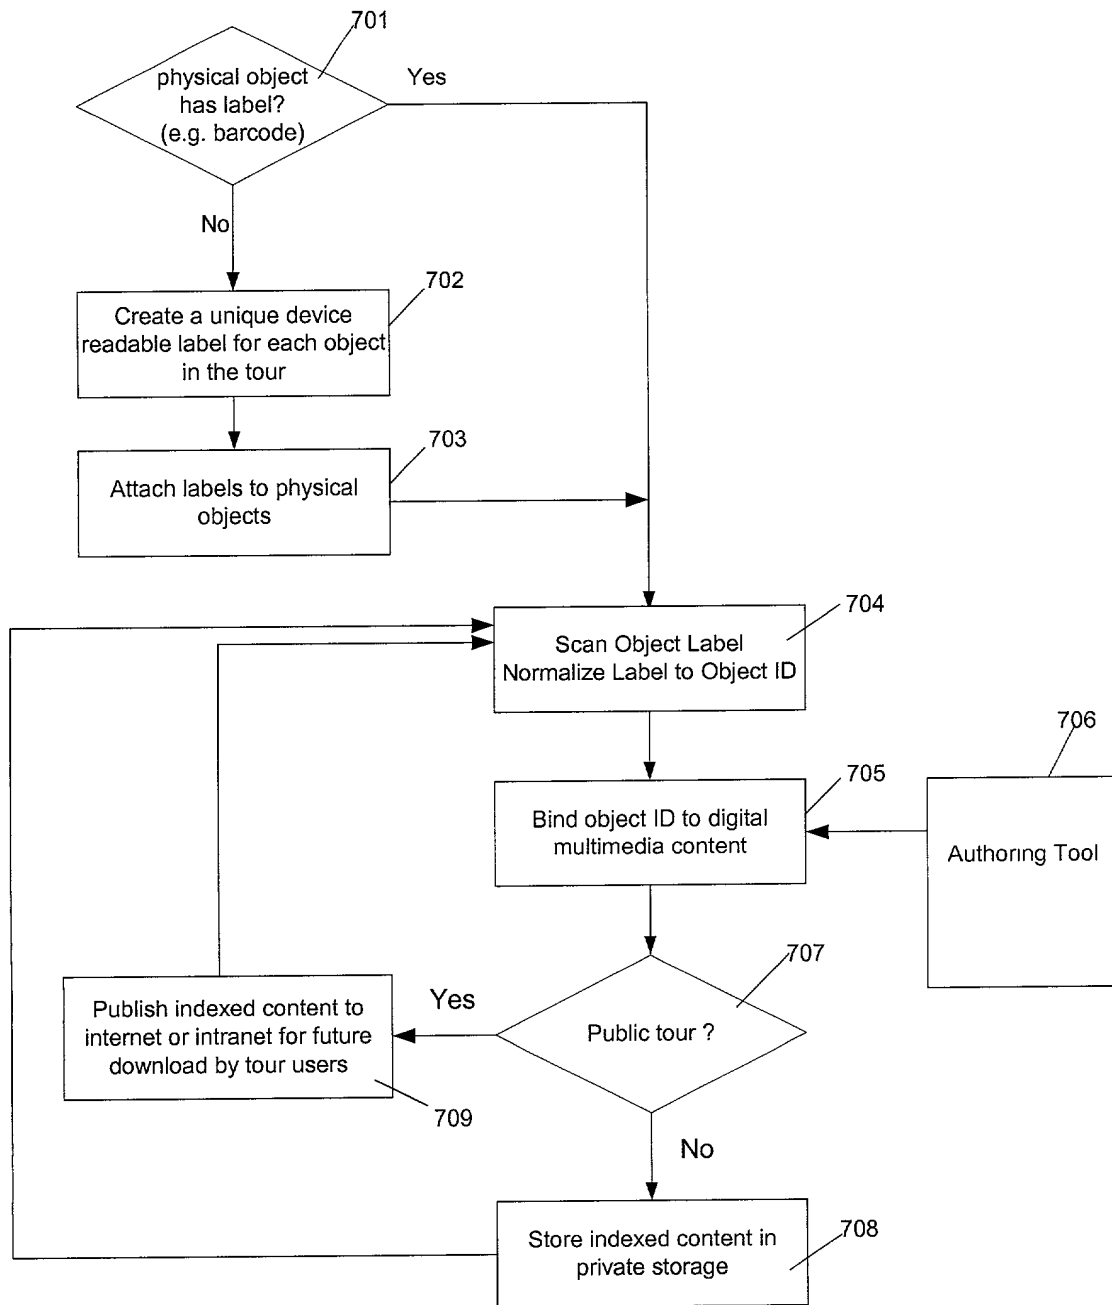 701
physical object
has label?
(e.g. barcode)
Yes
No
702
Create a unique device
readable label for each object
in the tour
703
Attach labels to physical
objects
704
Scan Object Label
Normalize Label to Object ID
706
705
Bind object ID to digital
multimedia content
Authoring Tool
707
Public tour ?
Yes
Publish indexed content to
internet or intranet for future
download by tour users
709
No
Store indexed content in
private storage
708